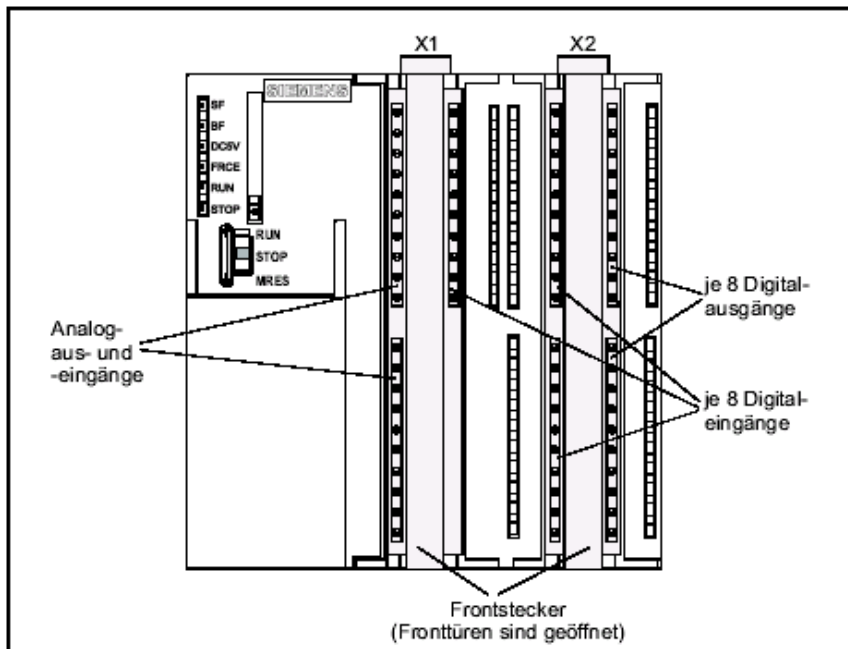 X1
X2
SIEMENS
SF
BF
DC5V
FRCE
RUN
STOP
RUN
STOP
MRES
Analog-
aus- und
-eingänge
je 8 Digital-
ausgänge
je 8 Digital-
eingänge
Frontstecker
(Fronttüren sind geöffnet)